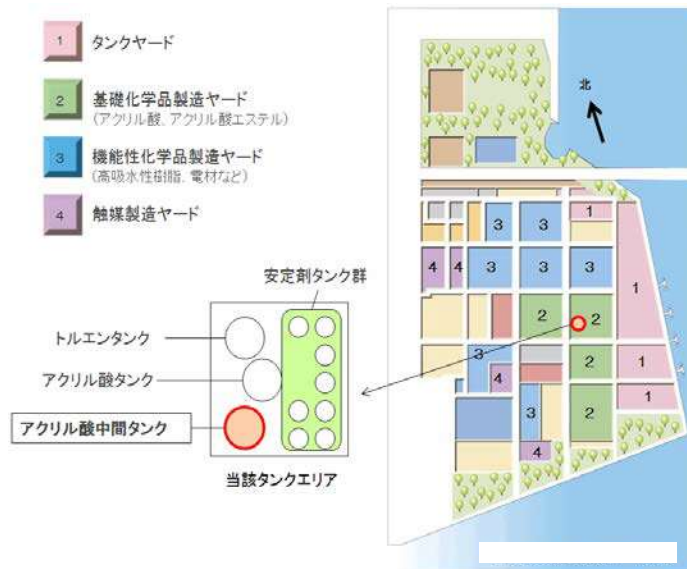 1 タンクヤード
2 基礎化学品製造ヤード
(アクリル酸、アクリル酸エステル)
3 機能性化学品製造ヤード
(高吸水性樹脂、電材など)
4 触媒製造ヤード
安定剤タンク群
トルエンタンク
アクリル酸タンク
アクリル酸中間タンク
当該タンクエリア
北
1
3 3
4 4 3 3 3
1
2 2
3 2 1
4
3 2 1
4